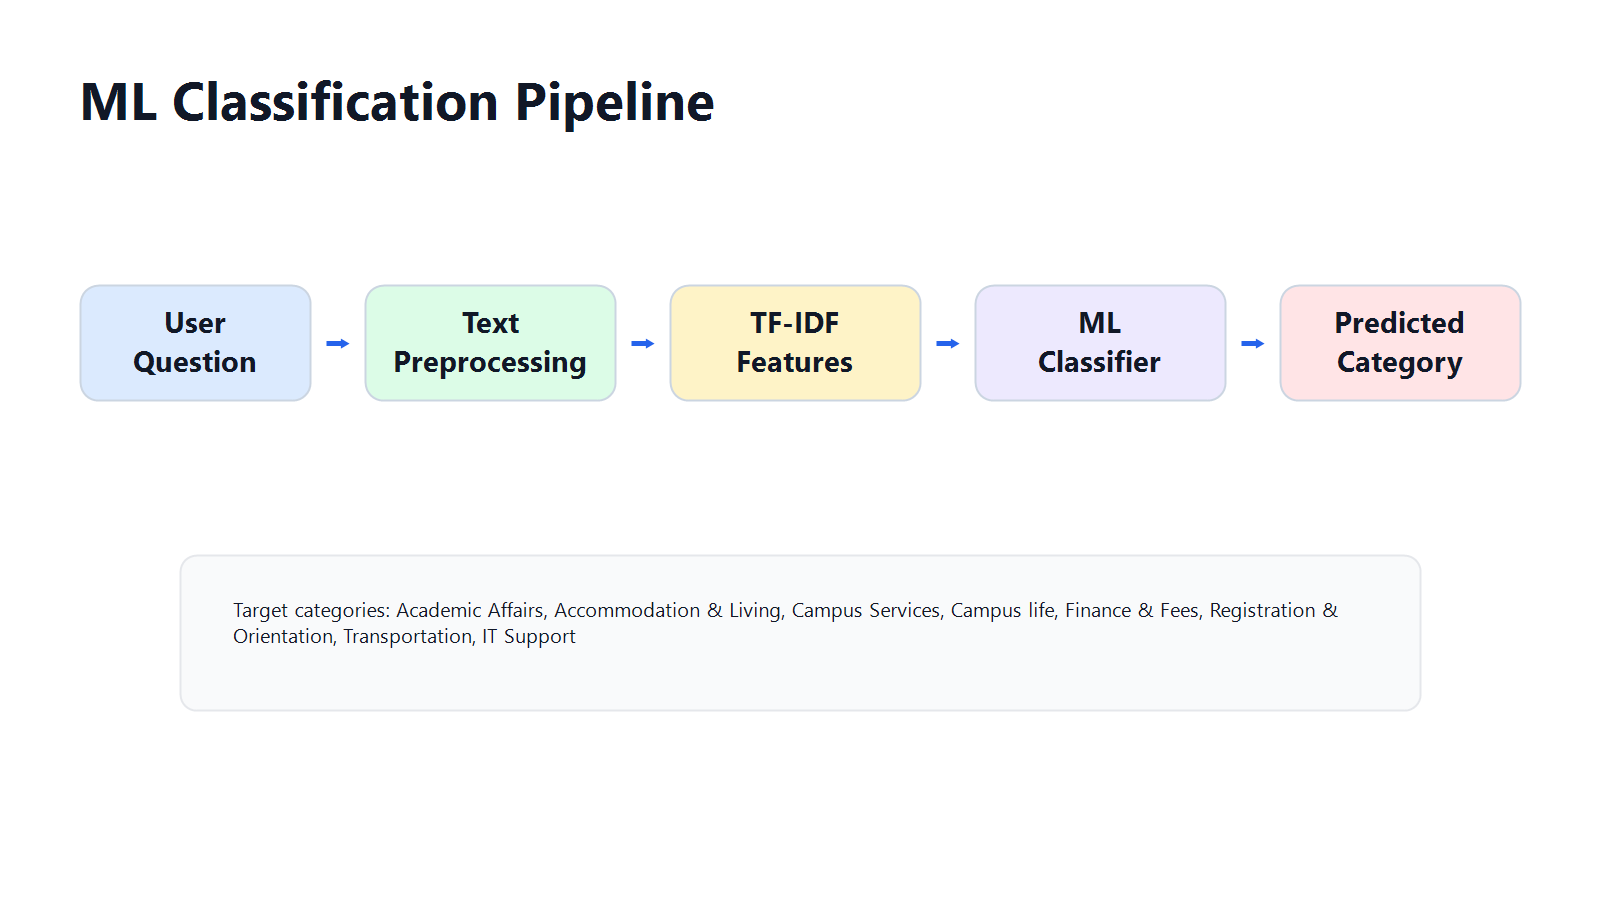 ML Classification Pipeline
User
Question
Text
Preprocessing
TF-IDF
Features
ML
Classifier
Predicted
Category
Target categories: Academic Affairs, Accommodation & Living, Campus Services, Campus life, Finance & Fees, Registration &
Orientation, Transportation, IT Support